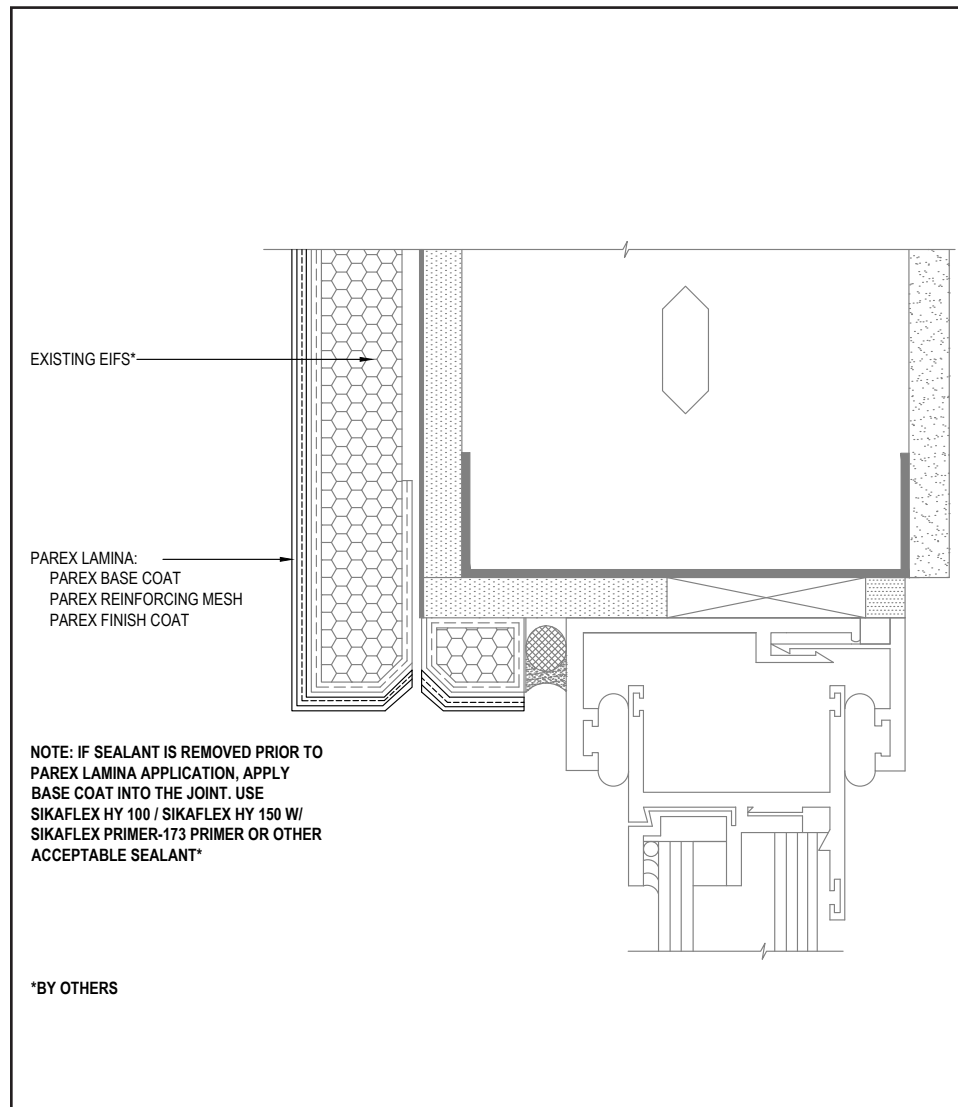 EXISTING EIFS*
PAREX LAMINA:
PAREX BASE COAT
PAREX REINFORCING MESH
PAREX FINISH COAT
NOTE: IF SEALANT IS REMOVED PRIOR TO
PAREX LAMINA APPLICATION, APPLY
BASE COAT INTO THE JOINT. USE
SIKAFLEX HY 100 / SIKAFLEX HY 150 W/
SIKAFLEX PRIMER-173 PRIMER OR OTHER
ACCEPTABLE SEALANT*
*BY OTHERS